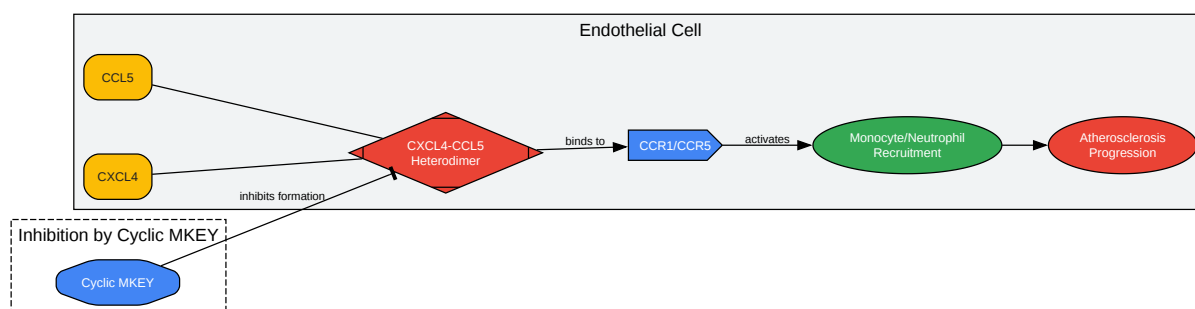 Endothelial Cell
CCL5
CXCL4-CCL5
Heterodimer
binds to
CCR1/CCR5
activates
Monocyte/Neutrophil
Recruitment
Atherosclerosis
Progression
CXCL4
inhibits formation
Inhibition by Cyclic MKEY
Cyclic MKEY